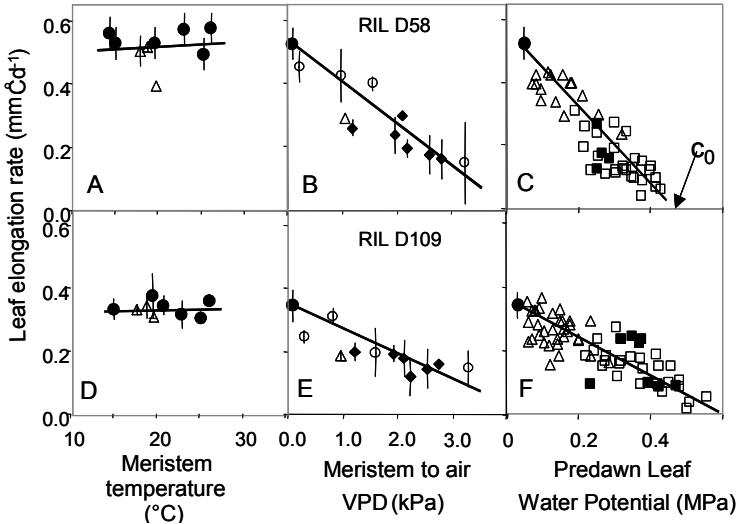 0.6
0.4
0.2
0.0
A
RIL D58
B
C
c0
Leaf elongation rate (mm°Cd-1)
0.6
0.4
0.2
0.0
D
RIL D109
E
F
10 20 30
0.0 1.0 2.0 3.0
0 0.2 0.4
Meristem
temperature
(°C)
Meristem to air
VPD (kPa)
Predawn Leaf
Water Potential (MPa)